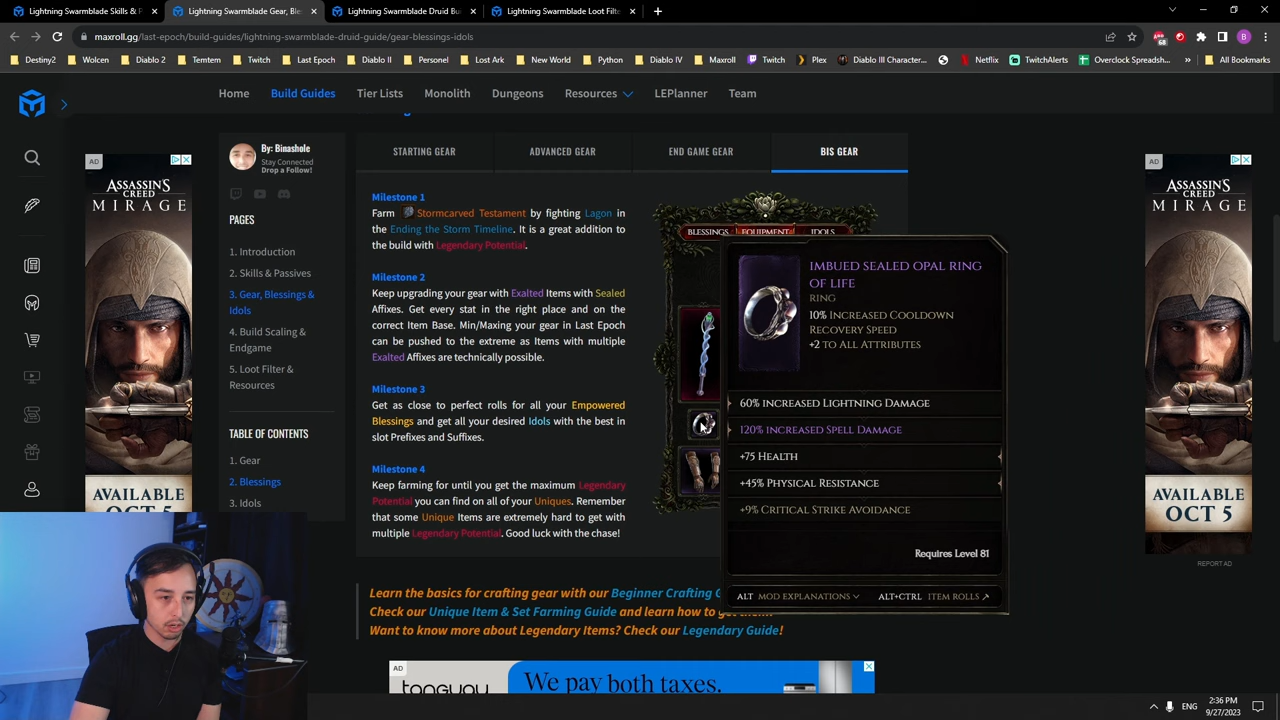 Lightning Swarmblade Skills & P
Lightning Swarmblade Gear, Ble
Lightning Swarmblade Druid Bu
Lightning Swarmblade Loot Filte
maxroll.gg/last-epoch/build-guides/lightning-swarmblade-druid-guide/gear-blessings-idols
68
B
Destiny2
Wolcen
Diablo 2
Temtem
Twitch
Last Epoch
Diablo II
Personel
Lost Ark
New World
Python
Diablo IV
Maxroll
Twitch
Plex
Diablo III Character...
Netflix
TwitchAlerts
Overclock Spreadsh...
All Bookmarks
Home
Build Guides
Tier Lists
Monolith
Dungeons
Resources
LEPlanner
Team
By: Binashole
Stay Connected
Drop a Follow!
PAGES
1. Introduction
2. Skills & Passives
3. Gear, Blessings &
Idols
4. Build Scaling &
Endgame
5. Loot Filter &
Resources
TABLE OF CONTENTS
1. Gear
2. Blessings
3. Idols
STARTING GEAR
ADVANCED GEAR
END GAME GEAR
BIS GEAR
Milestone 1
Farm Stormcarved Testament by fighting Lagon in
the Ending the Storm Timeline. It is a great addition to
the build with Legendary Potential.
Milestone 2
Keep upgrading your gear with Exalted Items with Sealed
Affixes. Get every stat in the right place and on the
correct Item Base. Min/Maxing your gear in Last Epoch
can be pushed to the extreme as Items with multiple
Exalted Affixes are technically possible.
Milestone 3
Get as close to perfect rolls for all your Empowered
Blessings and get all your desired Idols with the best in
slot Prefixes and Suffixes.
Milestone 4
Keep farming for until you get the maximum Legendary
Potential you can find on all of your Uniques. Remember
that some Unique Items are extremely hard to get with
multiple Legendary Potential. Good luck with the chase!
BLESSINGS
EQUIPMENT
IDOLS
IMBUED SEALED OPAL RING
OF LIFE
RING
10% INCREASED COOLDOWN
RECOVERY SPEED
+2 TO ALL ATTRIBUTES
60% INCREASED LIGHTNING DAMAGE
120% INCREASED SPELL DAMAGE
+75 HEALTH
+45% PHYSICAL RESISTANCE
+9% CRITICAL STRIKE AVOIDANCE
Requires Level 81
ALT MOD EXPLANATIONS
ALT+CTRL ITEM ROLLS
Learn the basics for crafting gear with our Beginner Crafting G
Check our Unique Item & Set Farming Guide and learn how to get
Want to know more about Legendary Items? Check our Legendary Guide!
AD
ASSASSIN'S
CREED
MIRAGE
AVAILABLE
OCT 5
AD
ASSASSIN'S
CREED
MIRAGE
AVAILABLE
OCT 5
REPORT AD
AD
tanguay
We pay both taxes.
ENG
2:36 PM
9/27/2023